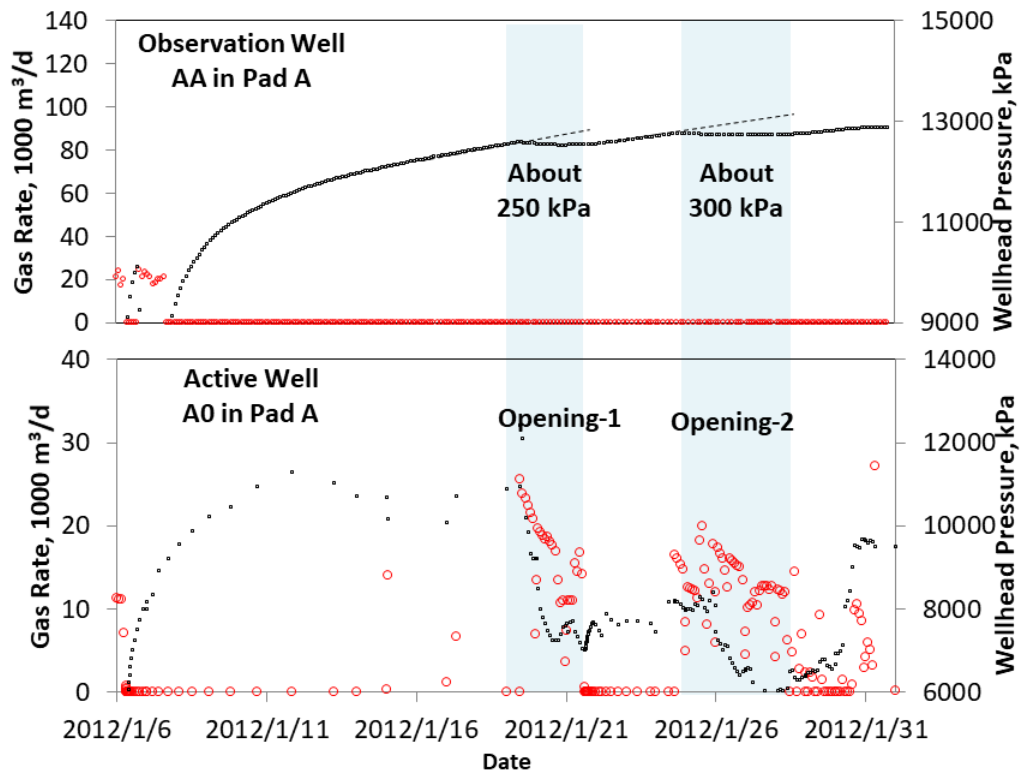 140
120
100
80
60
40
20
0
Gas Rate, 1000 m³/d
Observation Well
AA in Pad A
About
250 kPa
About
300 kPa
15000
13000
11000
9000
Wellhead Pressure, kPa
40
30
20
10
0
Gas Rate, 1000 m³/d
Active Well
A0 in Pad A
Opening-1
Opening-2
14000
12000
10000
8000
6000
Wellhead Pressure, kPa
2012/1/6 2012/1/11 2012/1/16 2012/1/21 2012/1/26 2012/1/31
Date